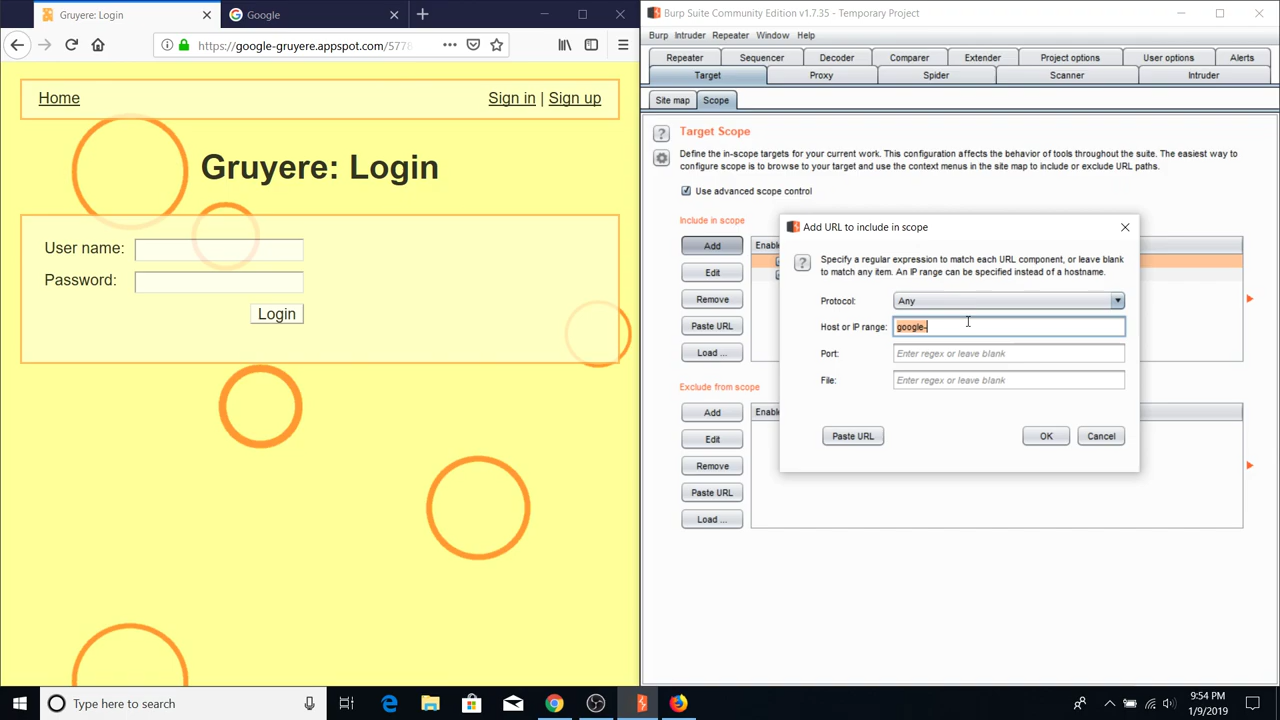 Gruyere: Login
Google
https://google-gruyere.appspot.com/5778
Home
Sign in | Sign up
Gruyere: Login
User name:
Password:
Login
Burp Suite Community Edition v1.7.35 - Temporary Project
Burp Intruder Repeater Window Help
Repeater Sequencer Decoder Comparer Extender Project options User options Alerts
Target Proxy Spider Scanner Intruder
Site map Scope
Target Scope
Define the in-scope targets for your current work. This configuration affects the behavior of tools throughout the suite. The easiest way to
configure scope is to browse to your target and use the context menus in the site map to include or exclude URL paths.
Use advanced scope control
Include in scope
Add
Edit
Remove
Paste URL
Load ...
Enab
Exclude from scope
Add
Edit
Remove
Paste URL
Load ...
Enab
Add URL to include in scope
Specify a regular expression to match each URL component, or leave blank
to match any item. An IP range can be specified instead of a hostname.
Protocol: Any
Host or IP range: google-
Port: Enter regex or leave blank
File: Enter regex or leave blank
Paste URL OK Cancel
Type here to search
9:54 PM
1/9/2019